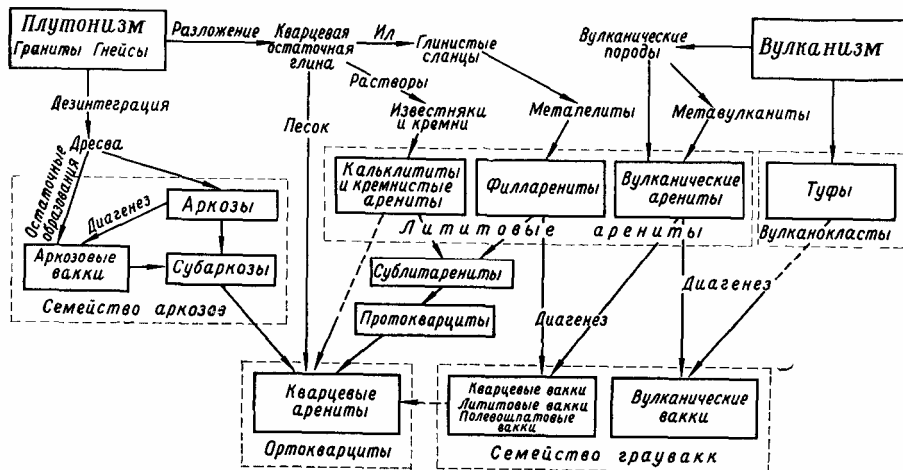 Плутонизм
Граниты Гнейсы
Разложение
Кварцевая
остаточная
глина
Ил
Глинистые
сланцы
Вулканические
породы
Вулканизм
Дезинтеграция
Растворы
Песок
Известняки
и кремни
Метапелиты
Метавулканиты
Дресва
Остаточные
образования
Диагенез
Аркозы
Кальклититы
и кремнистые
арениты
Филларениты
Вулканические
арениты
Туфы
Лититовые арениты
Вулканокласты
Аркозовые
вакки
Субаркозы
Сублитарениты
Семейство аркозов
Протокварциты
Диагенез
Диагенез
Кварцевые
арениты
Кварцевые вакки
Лититовые вакки
Полевошпатовые
вакки
Вулканические
вакки
Ортокварциты
Семейство граувакк